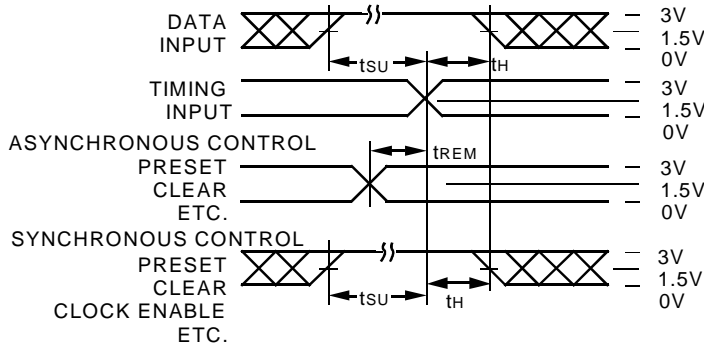 DATA
INPUT
3V
1.5V
0V
tSU
tH
TIMING
INPUT
3V
1.5V
0V
ASYNCHRONOUS CONTROL
tREM
PRESET
CLEAR
ETC.
3V
1.5V
0V
SYNCHRONOUS CONTROL
PRESET
CLEAR
CLOCK ENABLE
ETC.
3V
1.5V
0V
tSU
tH